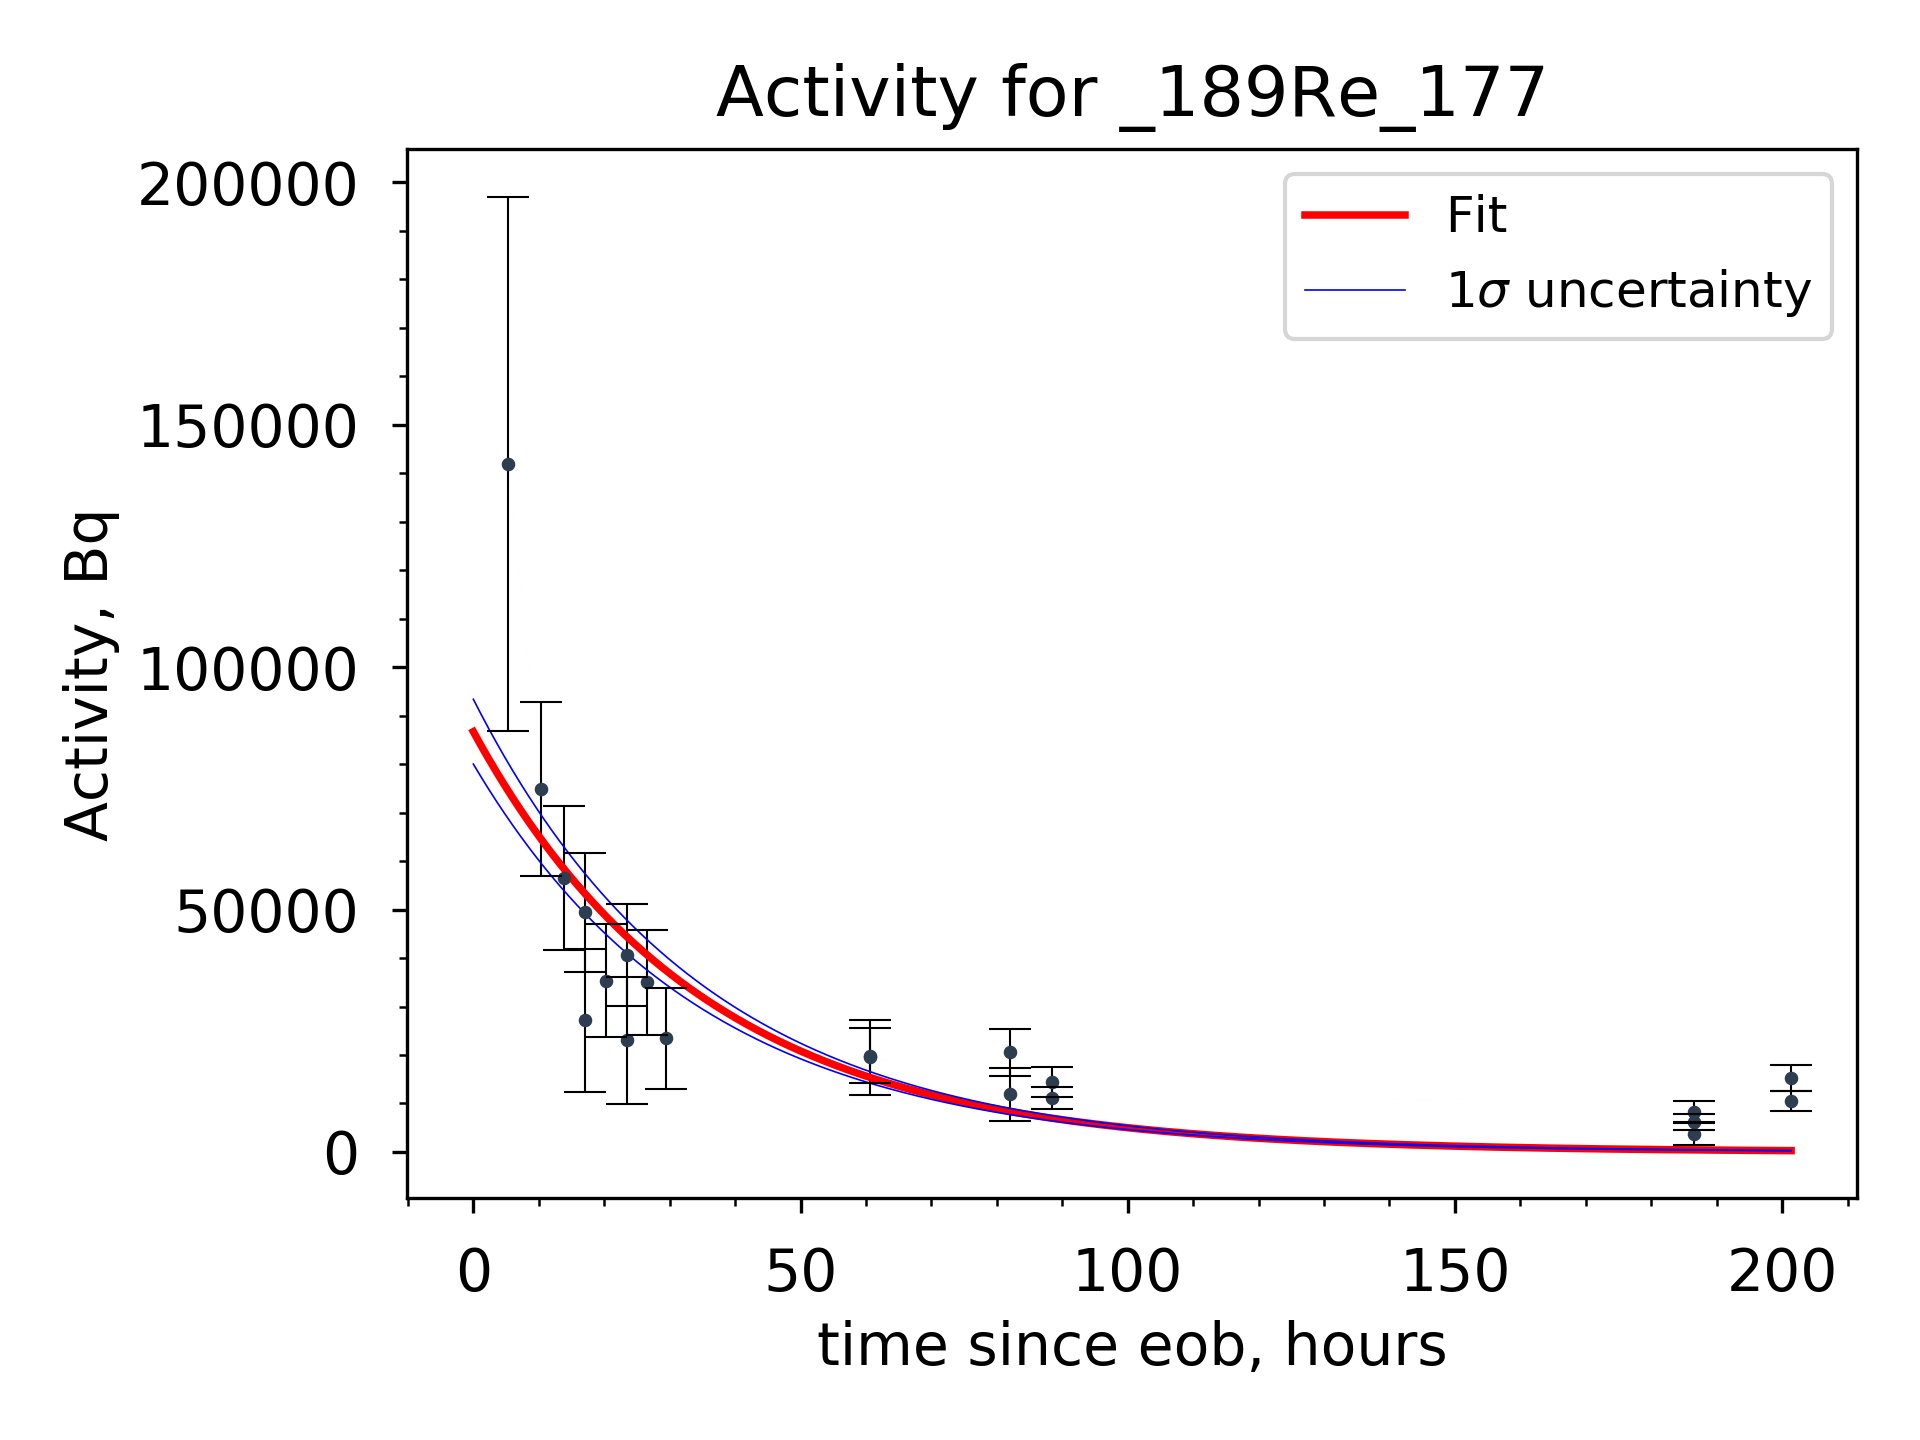 Activity for _189Re_177
Fit
1σ uncertainty
200000
150000
100000
50000
0
Activity, Bq
0 50 100 150 200
time since eob, hours